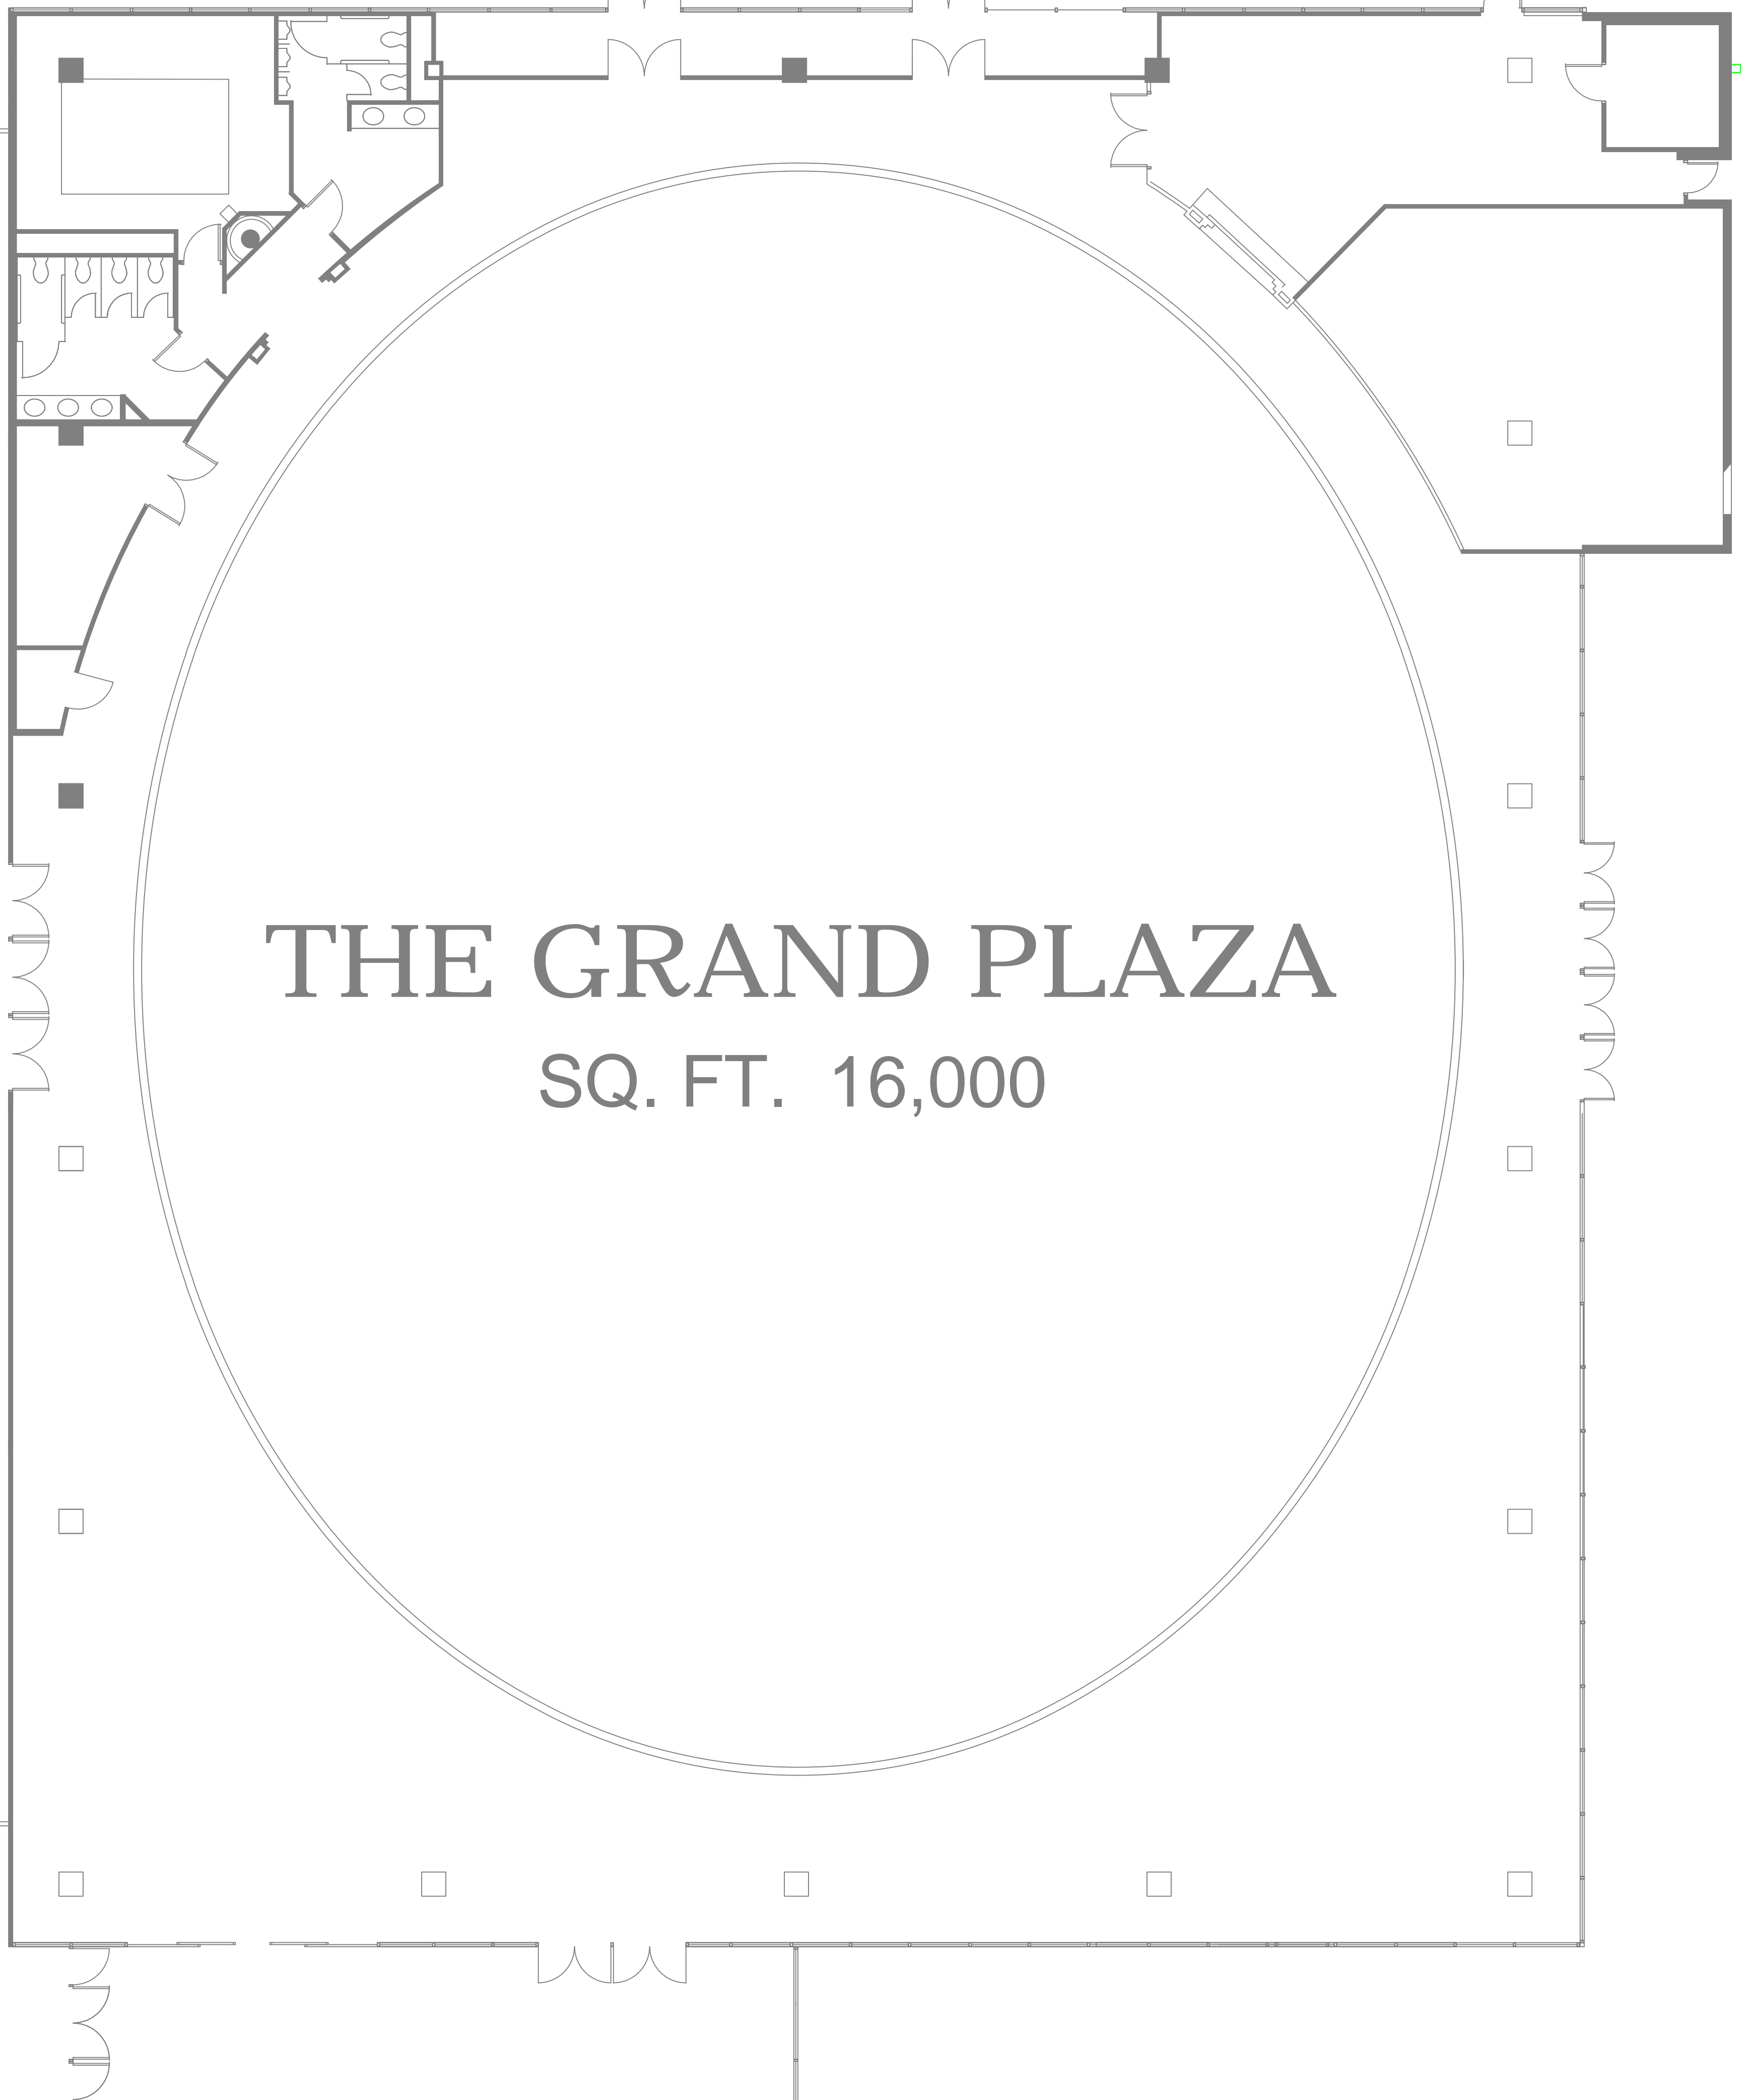 THE GRAND PLAZA
SQ. FT. 16,000